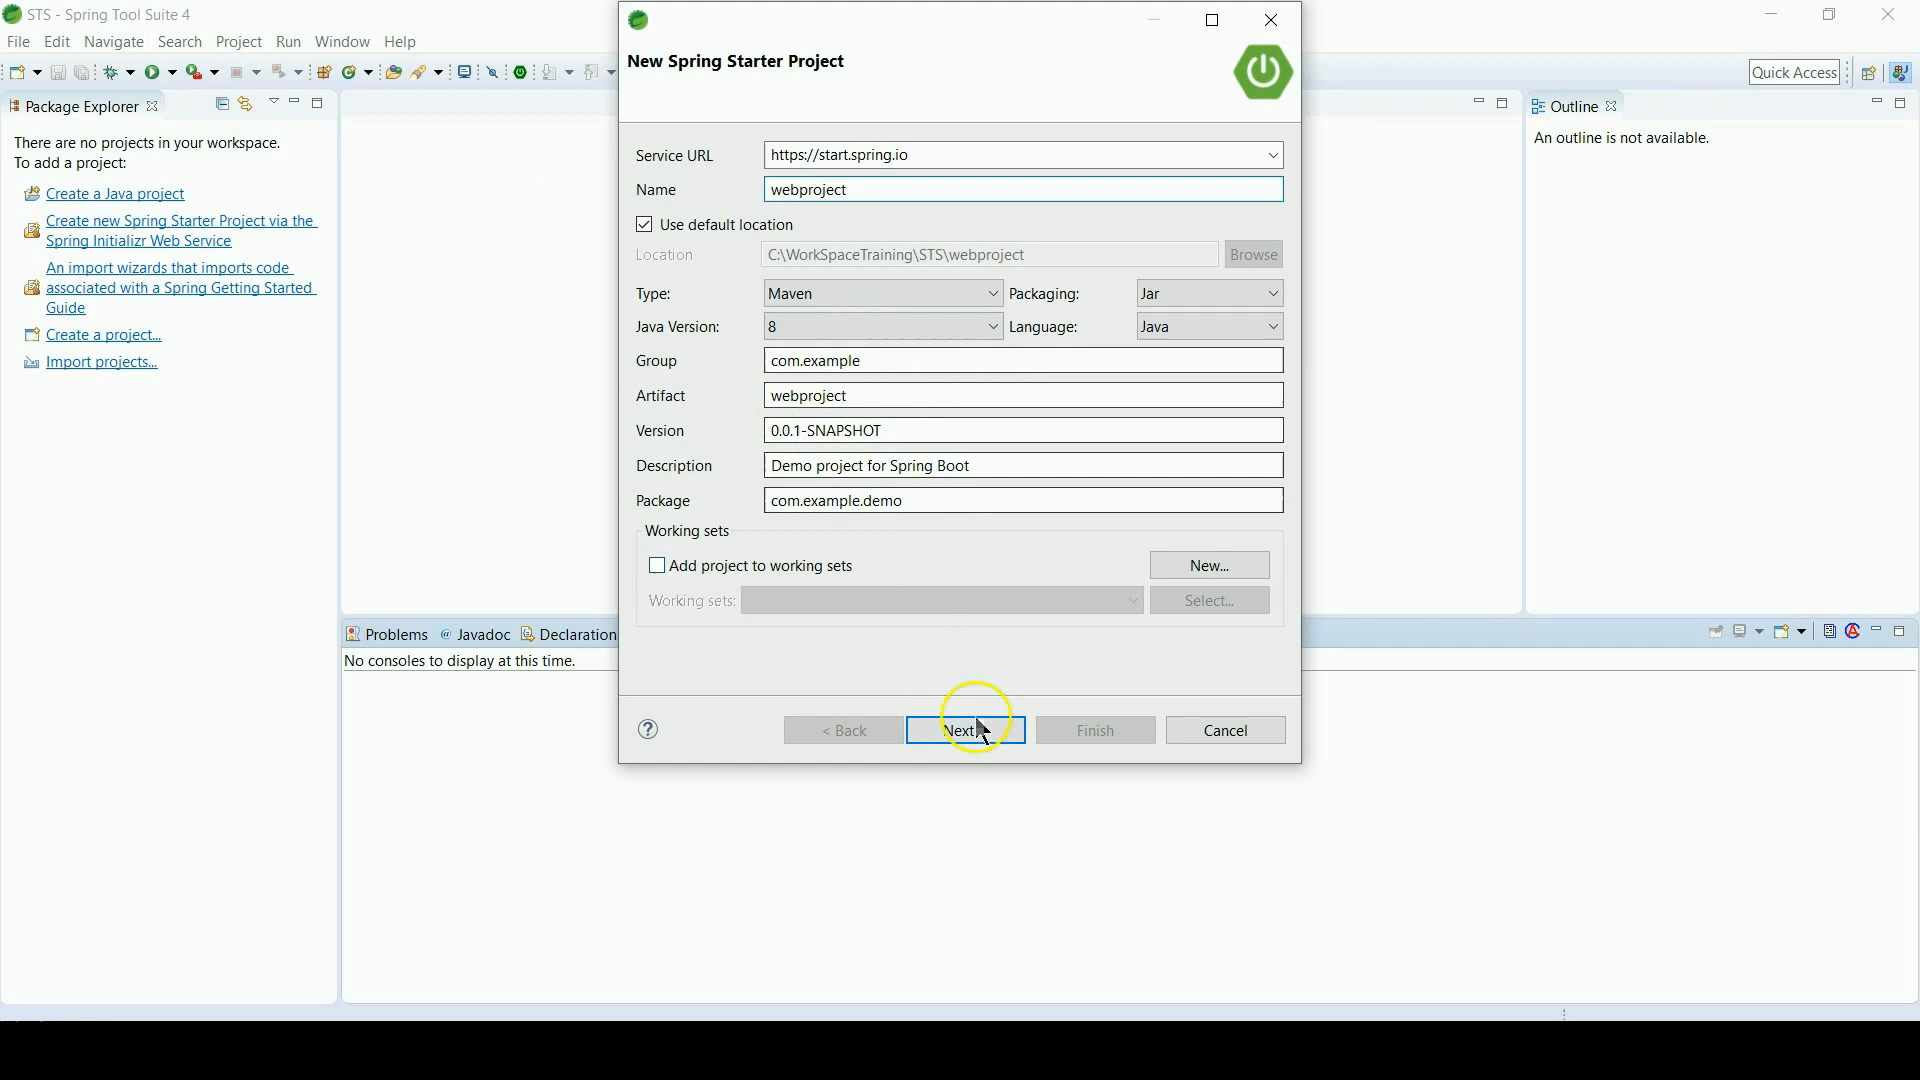 STS - Spring Tool Suite 4
File Edit Navigate Search Project Run Window Help
Quick Access
Package Explorer
There are no projects in your workspace.
To add a project:
Create a Java project
Create new Spring Starter Project via the
Spring Initializr Web Service
An import wizards that imports code
associated with a Spring Getting Started
Guide
Create a project...
Import projects...
New Spring Starter Project
Service URL https://start.spring.io
Name webproject
Use default location
Location C:\WorkSpaceTraining\STS\webproject Browse
Type: Maven Packaging: Jar
Java Version: 8 Language: Java
Group com.example
Artifact webproject
Version 0.0.1-SNAPSHOT
Description Demo project for Spring Boot
Package com.example.demo
Working sets
Add project to working sets New...
Working sets: Select...
? < Back Next Finish Cancel
Outline
An outline is not available.
Problems @ Javadoc Declaration
No consoles to display at this time.